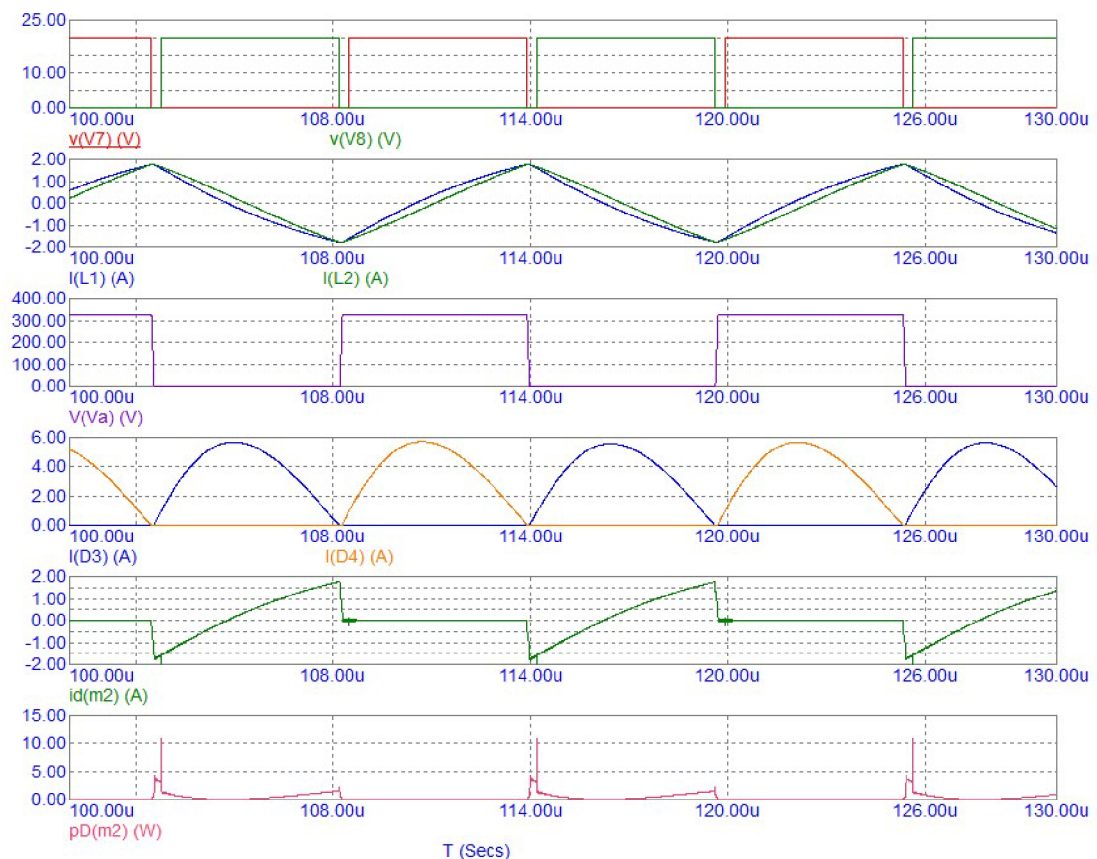 25.00
10.00
0.00
100.00u 108.00u 114.00u 120.00u 126.00u 130.00u
v(V7) (V) v(V8) (V)
2.00
1.00
0.00
-1.00
-2.00
100.00u 108.00u 114.00u 120.00u 126.00u 130.00u
I(L1) (A) I(L2) (A)
400.00
300.00
200.00
100.00
0.00
100.00u 108.00u 114.00u 120.00u 126.00u 130.00u
V(Va) (V)
6.00
4.00
2.00
0.00
100.00u 108.00u 114.00u 120.00u 126.00u 130.00u
I(D3) (A) I(D4) (A)
2.00
1.00
0.00
-1.00
-2.00
100.00u 108.00u 114.00u 120.00u 126.00u 130.00u
id(m2) (A)
15.00
10.00
5.00
0.00
100.00u 108.00u 114.00u 120.00u 126.00u 130.00u
pD(m2) (W)
T (Secs)